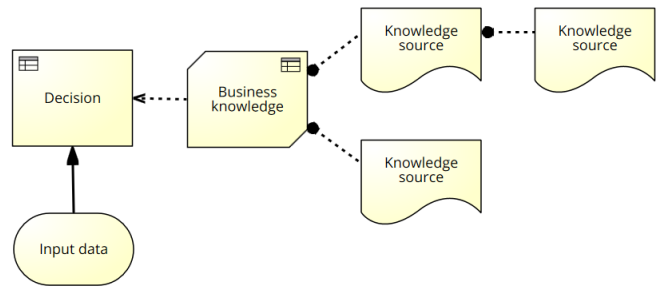 Knowledge
source
Knowledge
source
Decision
Business
knowledge
Knowledge
source
Input data